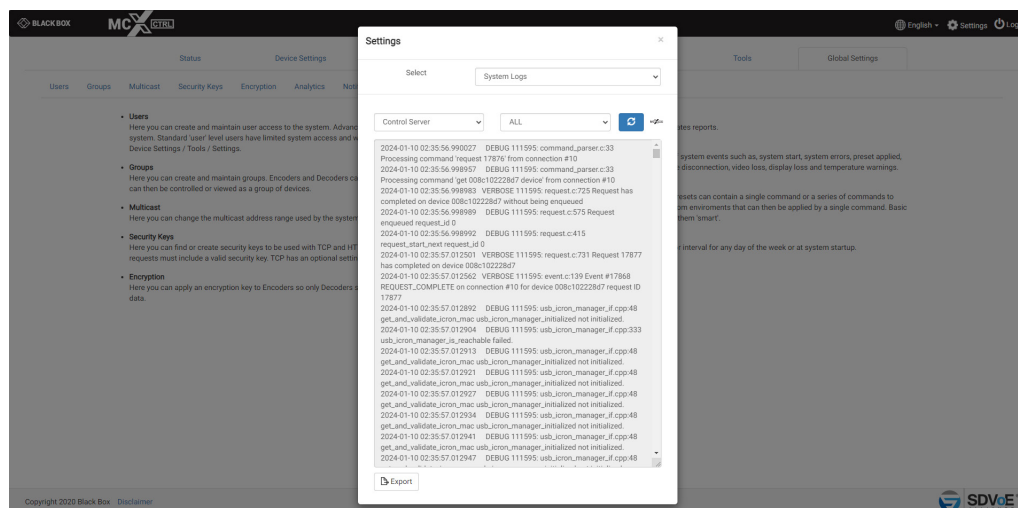 BLACK BOX
MCX CTRL
English
Settings
Log
Status
Device Settings
Tools
Global Settings
Users
Groups
Multicast
Security Keys
Encryption
Analytics
• Users
Here you can create and maintain user access to the system.
system. Standard 'user' level users have limited system access and
Device Settings / Tools / Settings.
• Groups
Here you can create and maintain groups. Encoders and Decoders
can then be controlled or viewed as a group of devices.
• Multicast
Here you can change the multicast address range used by the system
• Security Keys
Here you can find or create security keys to be used with TCP and
requests must include a valid security key. TCP has an optional
• Encryption
Here you can apply an encryption key to Encoders so only Decoders
data.
Settings
×
Select
System Logs
Control Server
ALL
2024-01-10 02:35:56.990027 DEBUG 111595: command_parser.c:33
Processing command 'request 17876' from connection #10
2024-01-10 02:35:56.998957 DEBUG 111595: command_parser.c:33
Processing command 'get 008c102228d7 device' from connection #10
2024-01-10 02:35:56.998983 VERBOSE 111595: request.c:725 Request has
completed on device 008c102228d7 without being enqueued
2024-01-10 02:35:56.998989 DEBUG 111595: request.c:575 Request
enqueued request_id 0
2024-01-10 02:35:56.998992 DEBUG 111595: request.c:415
request_start_next request_id 0
2024-01-10 02:35:57.012501 VERBOSE 111595: request.c:731 Request 17877
has completed on device 008c102228d7
2024-01-10 02:35:57.012562 VERBOSE 111595: event.c:139 Event #17868
REQUEST_COMPLETE on connection #10 for device 008c102228d7 request ID
17877
2024-01-10 02:35:57.012892 DEBUG 111595: usb_icron_manager_if.cpp:48
get_and_validate_icron_mac usb_icron_manager_initialized not initialized.
2024-01-10 02:35:57.012904 DEBUG 111595: usb_icron_manager_if.cpp:333
usb_icron_manager_is_reachable failed.
2024-01-10 02:35:57.012913 DEBUG 111595: usb_icron_manager_if.cpp:48
get_and_validate_icron_mac usb_icron_manager_initialized not initialized.
2024-01-10 02:35:57.012921 DEBUG 111595: usb_icron_manager_if.cpp:48
get_and_validate_icron_mac usb_icron_manager_initialized not initialized.
2024-01-10 02:35:57.012927 DEBUG 111595: usb_icron_manager_if.cpp:48
get_and_validate_icron_mac usb_icron_manager_initialized not initialized.
2024-01-10 02:35:57.012934 DEBUG 111595: usb_icron_manager_if.cpp:48
get_and_validate_icron_mac usb_icron_manager_initialized not initialized.
2024-01-10 02:35:57.012941 DEBUG 111595: usb_icron_manager_if.cpp:48
get_and_validate_icron_mac usb_icron_manager_initialized not initialized.
2024-01-10 02:35:57.012947 DEBUG 111595: usb_icron_manager_if.cpp:48
Export
reports.
system events such as, system start, system errors, preset applied,
disconnection, video loss, display loss and temperature warnings.
resets can contain a single command or a series of commands to
enviroments that can then be applied by a single command. Basic
them 'smart'.
interval for any day of the week or at system startup.
Copyright 2020 Black Box
Disclaimer
SDVoE